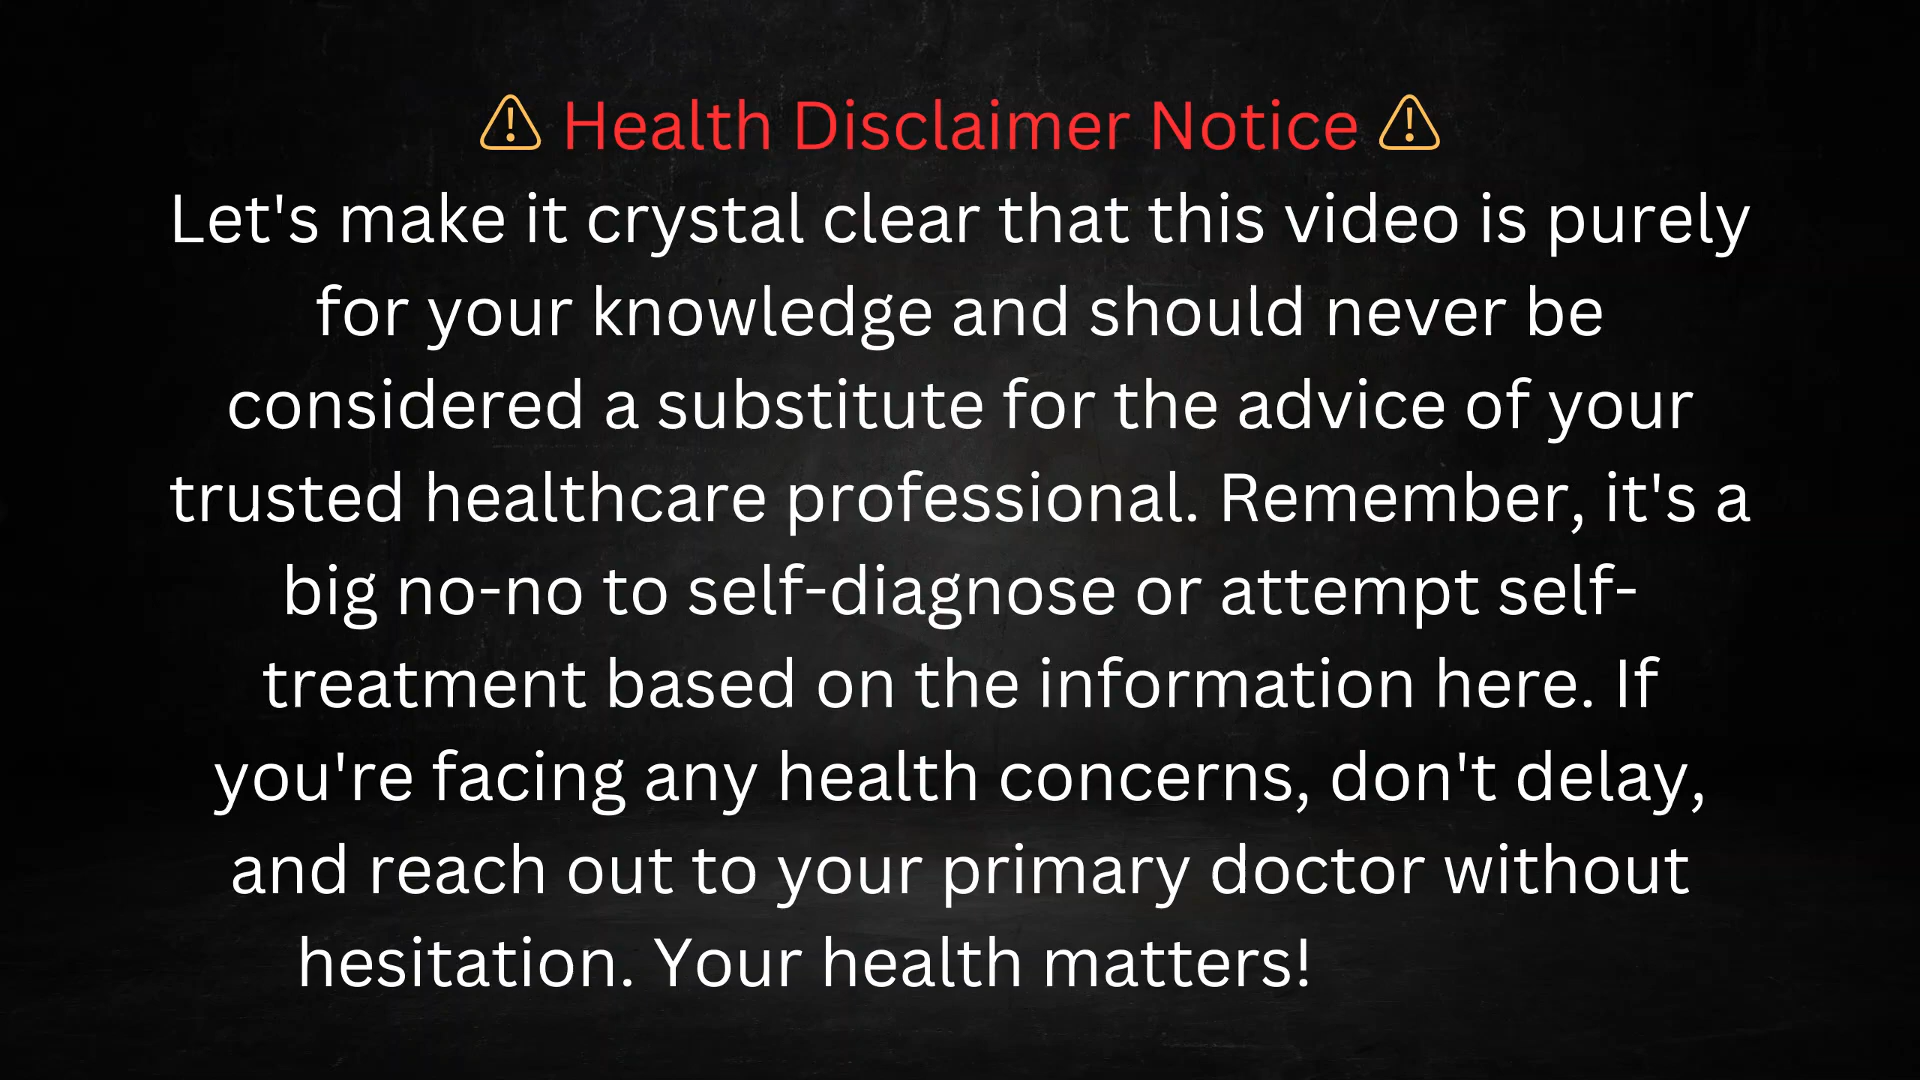 ⚠ Health Disclaimer Notice ⚠
Let's make it crystal clear that this video is purely
for your knowledge and should never be
considered a substitute for the advice of your
trusted healthcare professional. Remember, it's a
big no-no to self-diagnose or attempt self-
treatment based on the information here. If
you're facing any health concerns, don't delay,
and reach out to your primary doctor without
hesitation. Your health matters!